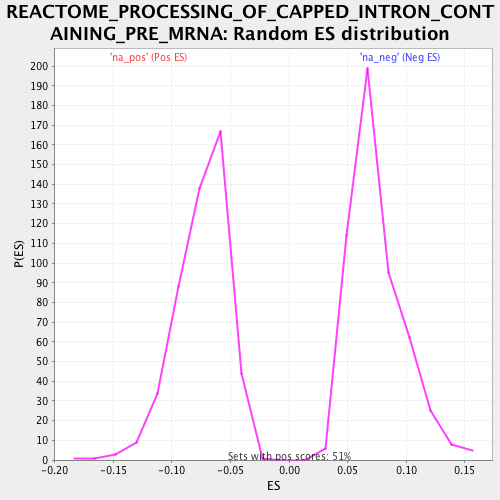 REACTOME_PROCESSING_OF_CAPPED_INTRON_CONT
AINING_PRE_MRNA: Random ES distribution
'na_pos' (Pos ES)
'na_neg' (Neg ES)
200
190
180
170
160
150
140
130
120
110
100
90
80
70
60
50
40
30
20
10
0
P(ES)
Sets with pos scores: 51%
-0.20 -0.15 -0.10 -0.05 0.00 0.05 0.10 0.15
ES